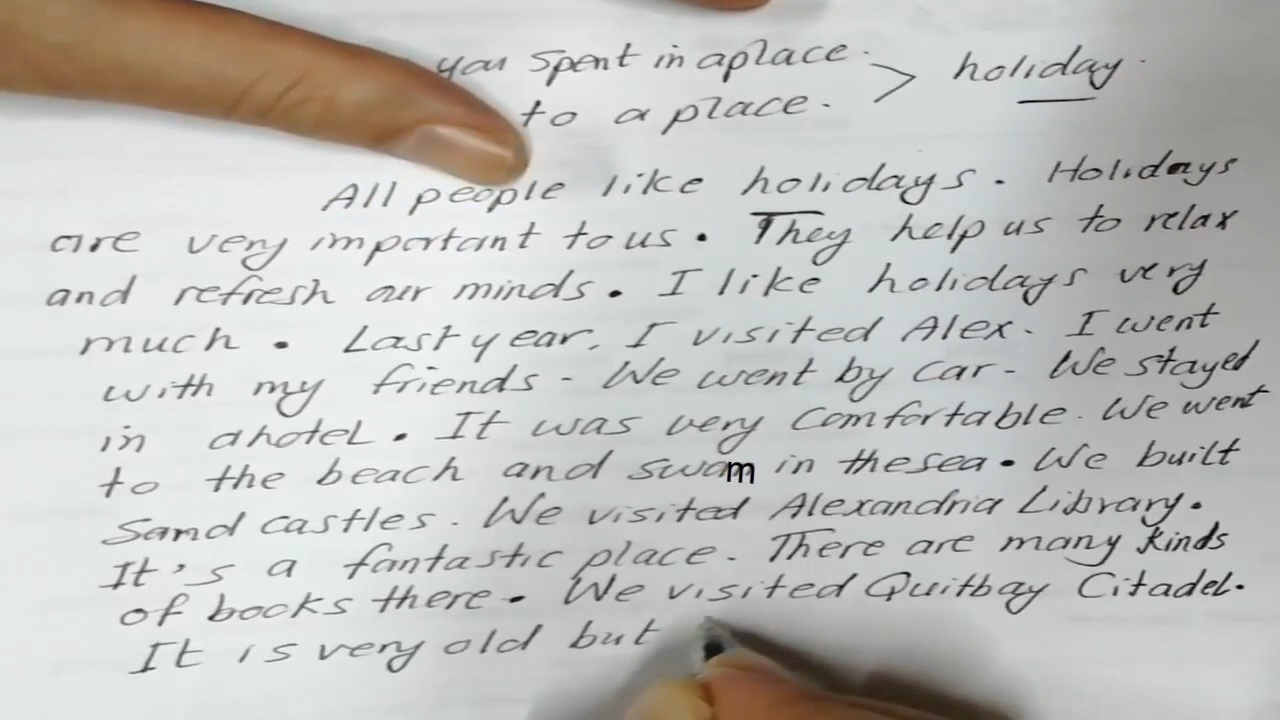 you spent in aplace. > holiday.
to a place.
All people like holidays. Holidays
are very important to us. They help us to relax
and refresh our minds. I like holidays very
much. Last year, I visited Alex. I went
with my friends - We went by car - We stayed
in ahotel. It was very comfortable. We went
to the beach and swam in thesea. We built
Sand castles. We visited Alexandria Library.
It's a fantastic place. There are many kinds
of books there. We visited Quitbay Citadel.
It is very old but